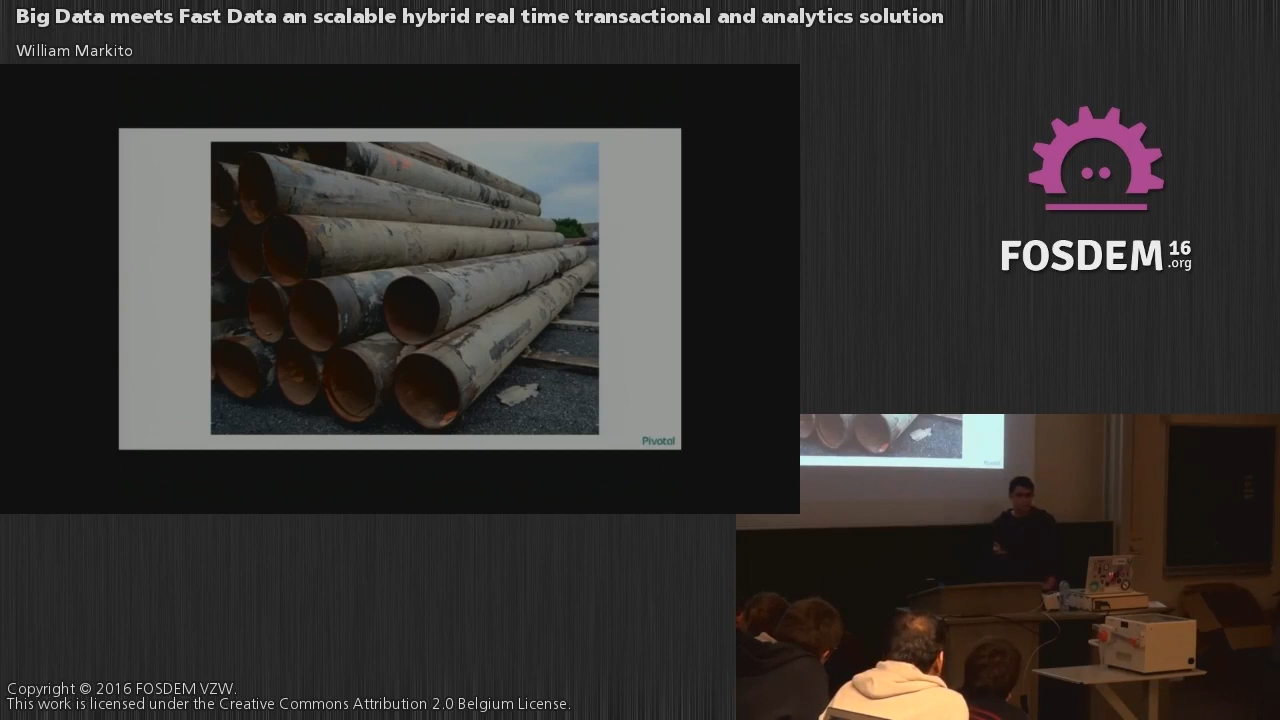 Big Data meets Fast Data an scalable hybrid real time transactional and analytics solution
William Markito
Pivotal
FOSDEM 16
.org
Copyright © 2016 FOSDEM VZW.
This work is licensed under the Creative Commons Attribution 2.0 Belgium License.